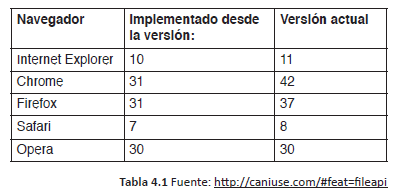 Navegador Implementado desde Versión actual
la versión:
Internet Explorer 10 11
Chrome 31 42
Firefox 31 37
Safari 7 8
Opera 30 30
Tabla 4.1 Fuente: http://caniuse.com/#feat=fileapi